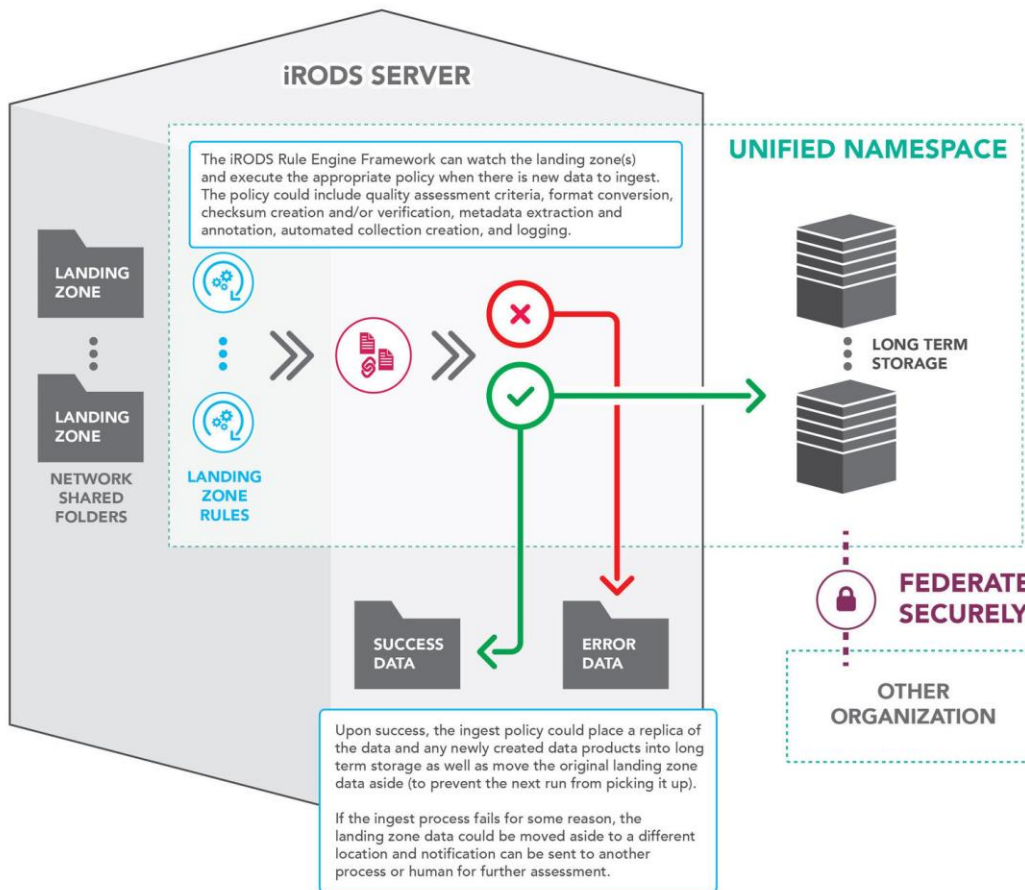 iRODS SERVER
The iRODS Rule Engine Framework can watch the landing zone(s)
and execute the appropriate policy when there is new data to ingest.
The policy could include quality assessment criteria, format conversion,
checksum creation and/or verification, metadata extraction and
annotation, automated collection creation, and logging.
UNIFIED NAMESPACE
LANDING
ZONE
LANDING
ZONE
NETWORK
SHARED
FOLDERS
LANDING
ZONE
RULES
LONG TERM
STORAGE
SUCCESS
DATA
ERROR
DATA
FEDERATE
SECURELY
OTHER
ORGANIZATION
Upon success, the ingest policy could place a replica of
the data and any newly created data products into long
term storage as well as move the original landing zone
data aside (to prevent the next run from picking it up).
If the ingest process fails for some reason, the
landing zone data could be moved aside to a different
location and notification can be sent to another
process or human for further assessment.